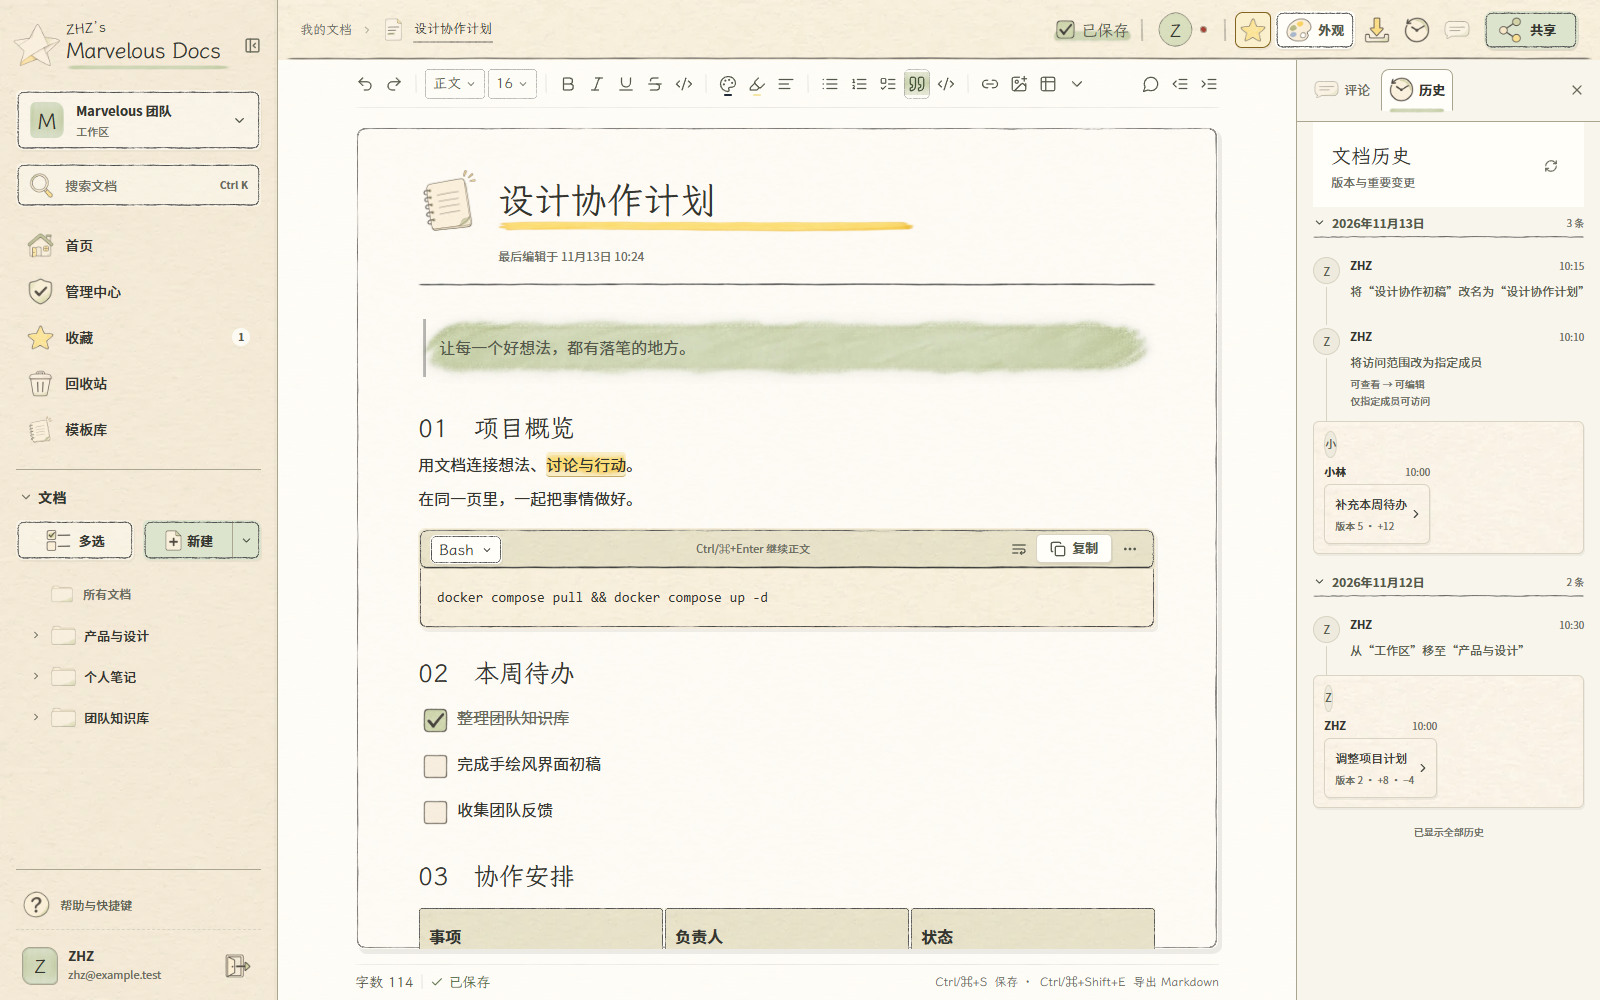 ZHZ's
Marvelous Docs
M
Marvelous 团队
工作区
搜索文档
Ctrl K
首页
管理中心
收藏
1
回收站
模板库
文档
多选
新建
所有文档
产品与设计
个人笔记
团队知识库
帮助与快捷键
Z
ZHZ
zhz@example.test
我的文档
设计协作计划
已保存
Z
外观
共享
正文
16
设计协作计划
最后编辑于 11月13日 10:24
让每一个好想法，都有落笔的地方。
01 项目概览
用文档连接想法、讨论与行动。
在同一页里，一起把事情做好。
Bash
Ctrl/⌘+Enter 继续正文
复制
docker compose pull && docker compose up -d
02 本周待办
整理团队知识库
完成手绘风界面初稿
收集团队反馈
03 协作安排
事项
负责人
状态
字数 114
已保存
Ctrl/⌘+S 保存 · Ctrl/⌘+Shift+E 导出 Markdown
评论
历史
文档历史
版本与重要变更
2026年11月13日
3 条
Z
ZHZ
10:15
将“设计协作初稿”改名为“设计协作计划”
Z
ZHZ
10:10
将访问范围改为指定成员
可查看 → 可编辑
仅指定成员可访问
小
小林
10:00
补充本周待办
版本 5 · +12
2026年11月12日
2 条
Z
ZHZ
10:30
从“工作区”移至“产品与设计”
Z
ZHZ
10:00
调整项目计划
版本 2 · +8 · −4
已显示全部历史